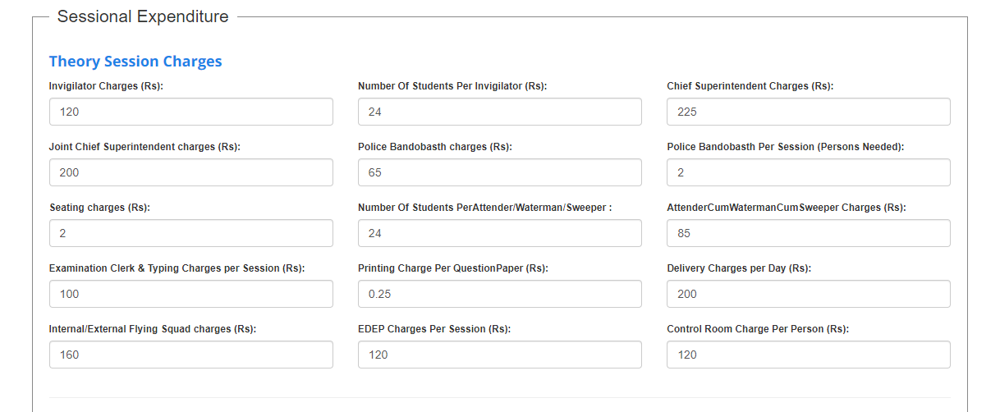 Sessional Expenditure
Theory Session Charges
Invigilator Charges (Rs): Number Of Students Per Invigilator (Rs): Chief Superintendent Charges (Rs):
120 24 225
Joint Chief Superintendent charges (Rs): Police Bandobasth charges (Rs): Police Bandobasth Per Session (Persons Needed):
200 65 2
Seating charges (Rs): Number Of Students PerAttender/Waterman/Sweeper : AttenderCumWatermanCumSweeper Charges (Rs):
2 24 85
Examination Clerk & Typing Charges per Session (Rs): Printing Charge Per QuestionPaper (Rs): Delivery Charges per Day (Rs):
100 0.25 200
Internal/External Flying Squad charges (Rs): EDEP Charges Per Session (Rs): Control Room Charge Per Person (Rs):
160 120 120